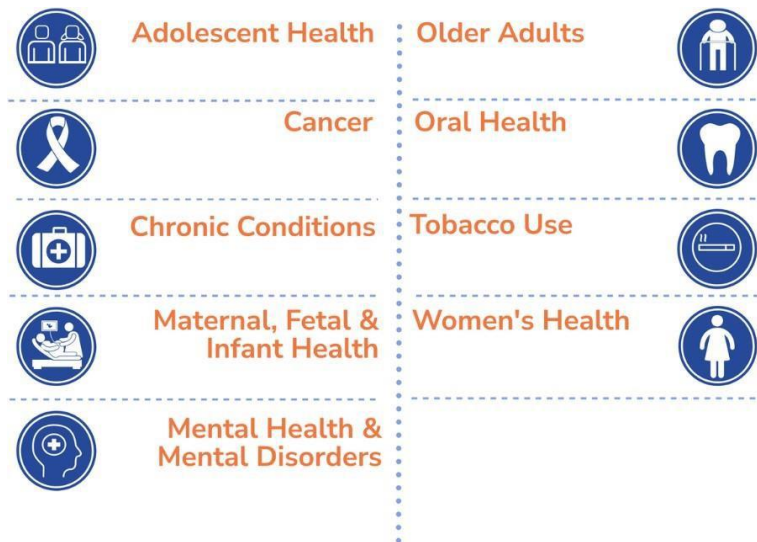 Adolescent Health
Cancer
Chronic Conditions
Maternal, Fetal &
Infant Health
Mental Health &
Mental Disorders
Older Adults
Oral Health
Tobacco Use
Women's Health